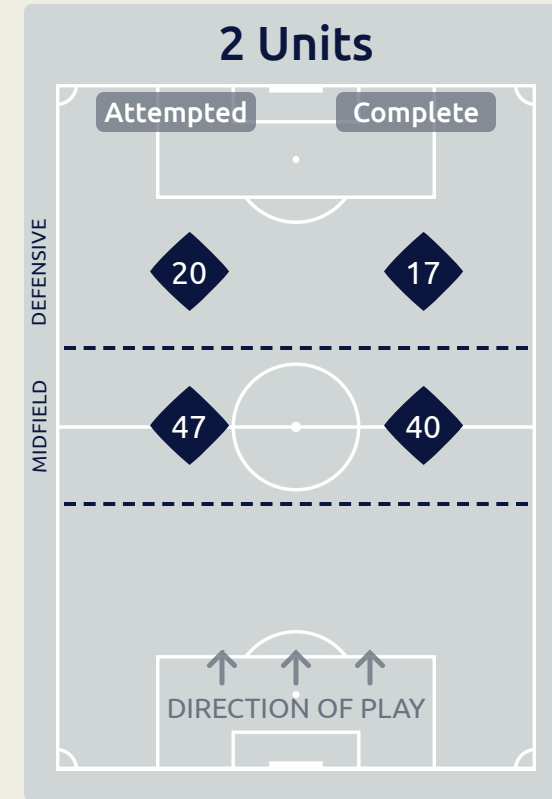 2 Units
Attempted Complete
DEFENSIVE
20 17
MIDFIELD
47 40
DIRECTION OF PLAY